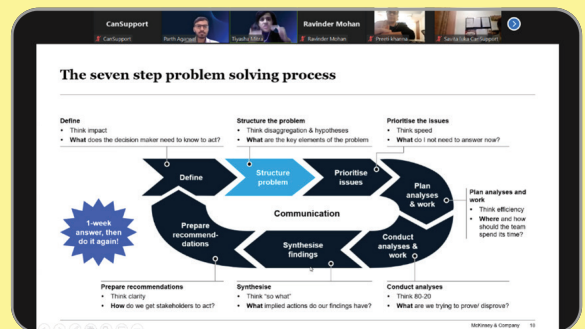 CanSupport
Ravinder Mohan
CanSupport
Parth Agarwal
Tiyasha Mitra
Ravinder Mohan
Prerit khanna
Savita luka CanSupport
The seven step problem solving process
Define
• Think impact
• What does the decision maker need to know to act?
Structure the problem
• Think disaggregation & hypotheses
• What are the key elements of the problem
Prioritise the issues
• Think speed
• What do I not need to answer now?
Define
Structure
problem
Prioritise
issues
Plan
analyses
& work
Plan analyses and
work
• Think efficiency
• Where and how
should the team
spend its time?
Communication
1-week
answer, then
do it again!
Prepare
recommend-
dations
Synthesise
findings
Conduct
analyses &
work
Prepare recommendations
• Think clarity
• How do we get stakeholders to act?
Synthesise
• Think "so what"
• What implied actions do our findings have?
Conduct analyses
• Think 80-20
• What are we trying to prove/ disprove?
McKinsey & Company 10